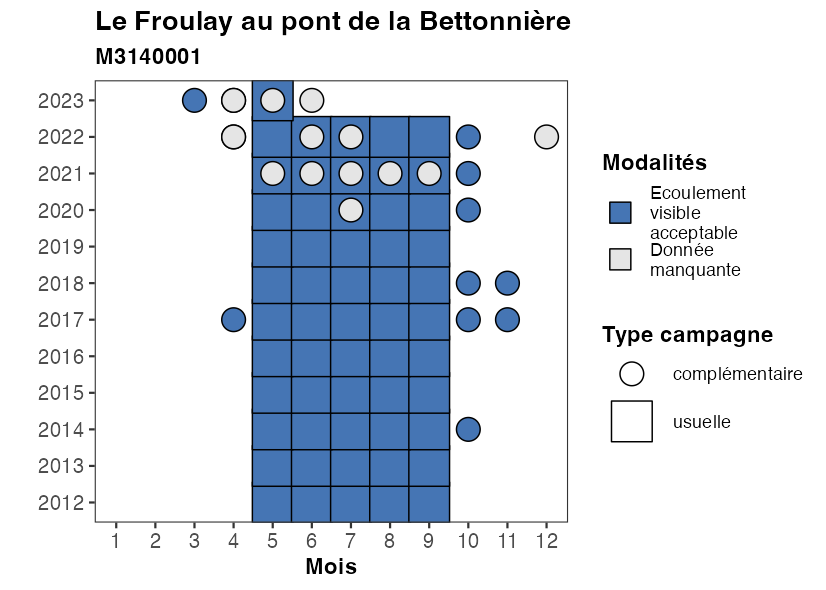 Le Froulay au pont de la Bettonnière
M3140001
2023
2022
2021
2020
2019
2018
2017
2016
2015
2014
2013
2012
1 2 3 4 5 6 7 8 9 10 11 12
Mois
Modalités
Ecoulement
visible
acceptable
Donnée
manquante
Type campagne
complémentaire
usuelle